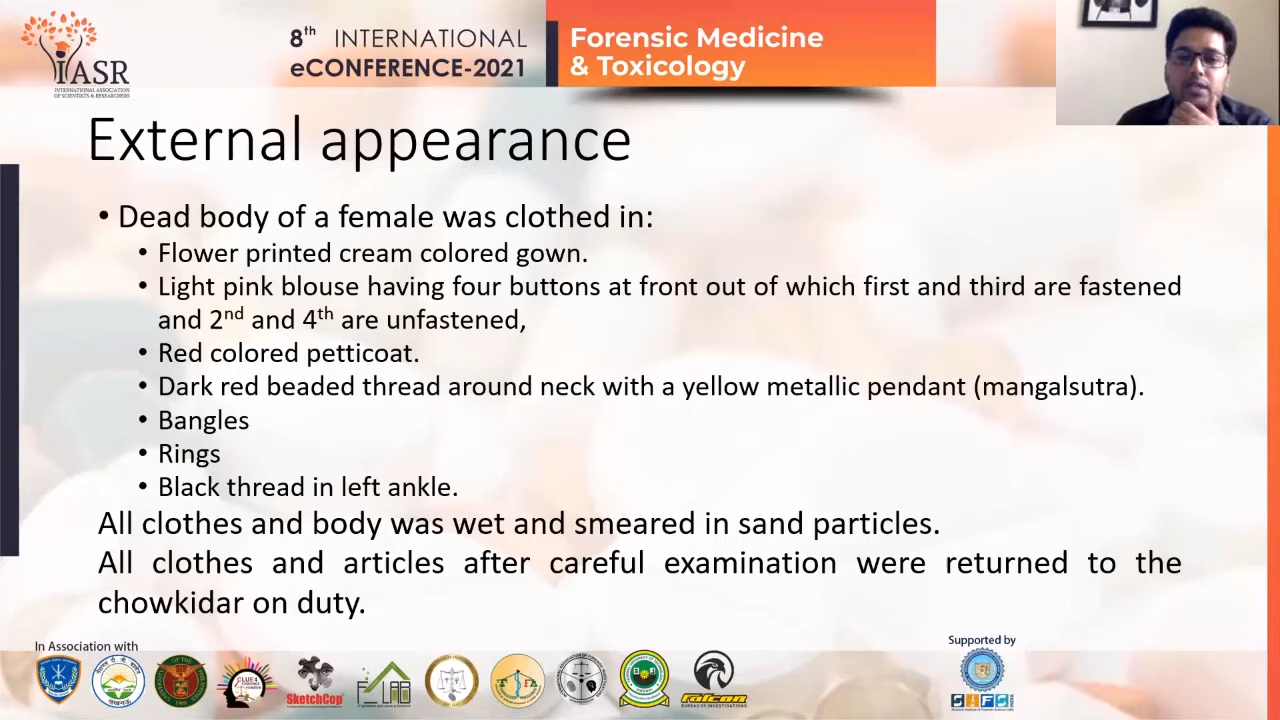 IASR
INTERNATIONAL ASSOCIATION
OF SCIENTISTS & RESEARCHERS
8th INTERNATIONAL
eCONFERENCE-2021
Forensic Medicine
& Toxicology
External appearance
• Dead body of a female was clothed in:
• Flower printed cream colored gown.
• Light pink blouse having four buttons at front out of which first and third are fastened
and 2nd and 4th are unfastened,
• Red colored petticoat.
• Dark red beaded thread around neck with a yellow metallic pendant (mangalsutra).
• Bangles
• Rings
• Black thread in left ankle.
All clothes and body was wet and smeared in sand particles.
All clothes and articles after careful examination were returned to the
chowkidar on duty.
In Association with
Supported by
CLUE 4
SketchCop
F LAB
Falcon
BUREAU OF INVESTIGATIONS
SIFS
INDIA